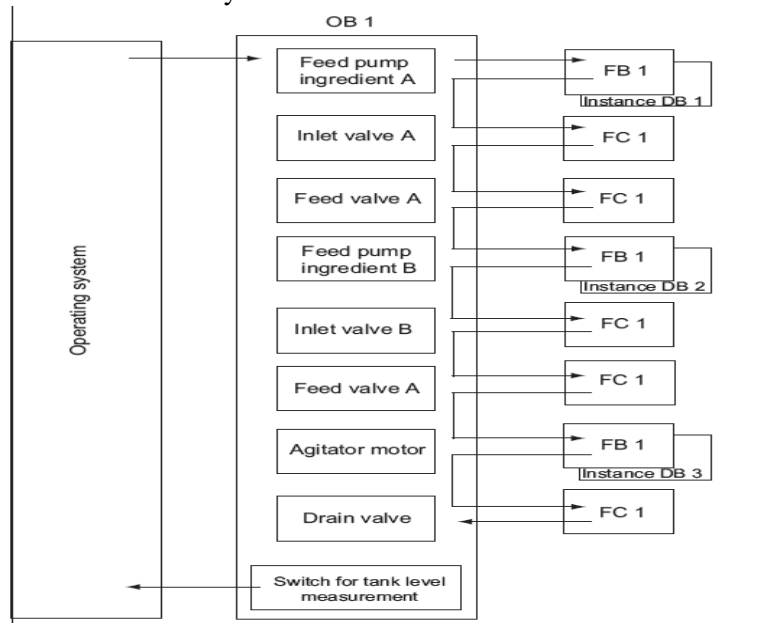 OB 1
Operating system
Feed pump
ingredient A
FB 1
Instance DB 1
Inlet valve A
FC 1
Feed valve A
FC 1
Feed pump
ingredient B
FB 1
Instance DB 2
Inlet valve B
FC 1
Feed valve A
FC 1
Agitator motor
FB 1
Instance DB 3
Drain valve
FC 1
Switch for tank level
measurement